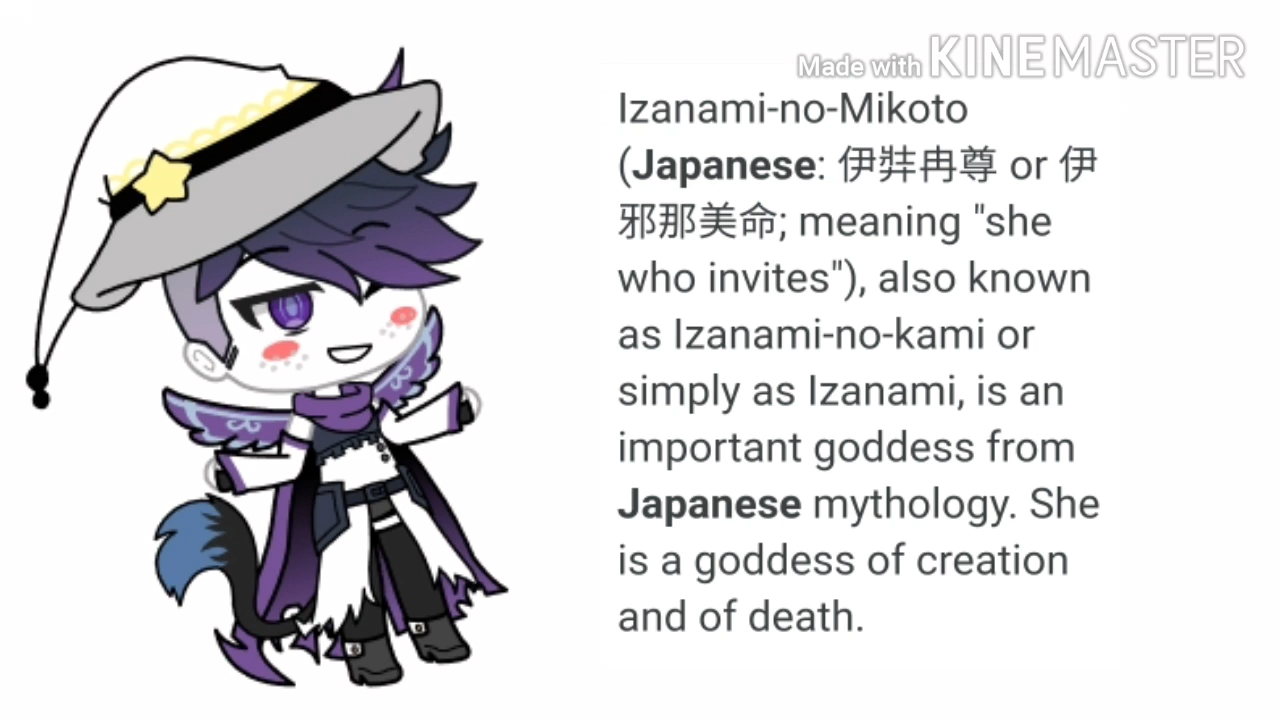 Made with KINEMASTER
Izanami-no-Mikoto
(Japanese: 伊弉冉尊 or 伊
邪那美命; meaning "she
who invites"), also known
as Izanami-no-kami or
simply as Izanami, is an
important goddess from
Japanese mythology. She
is a goddess of creation
and of death.